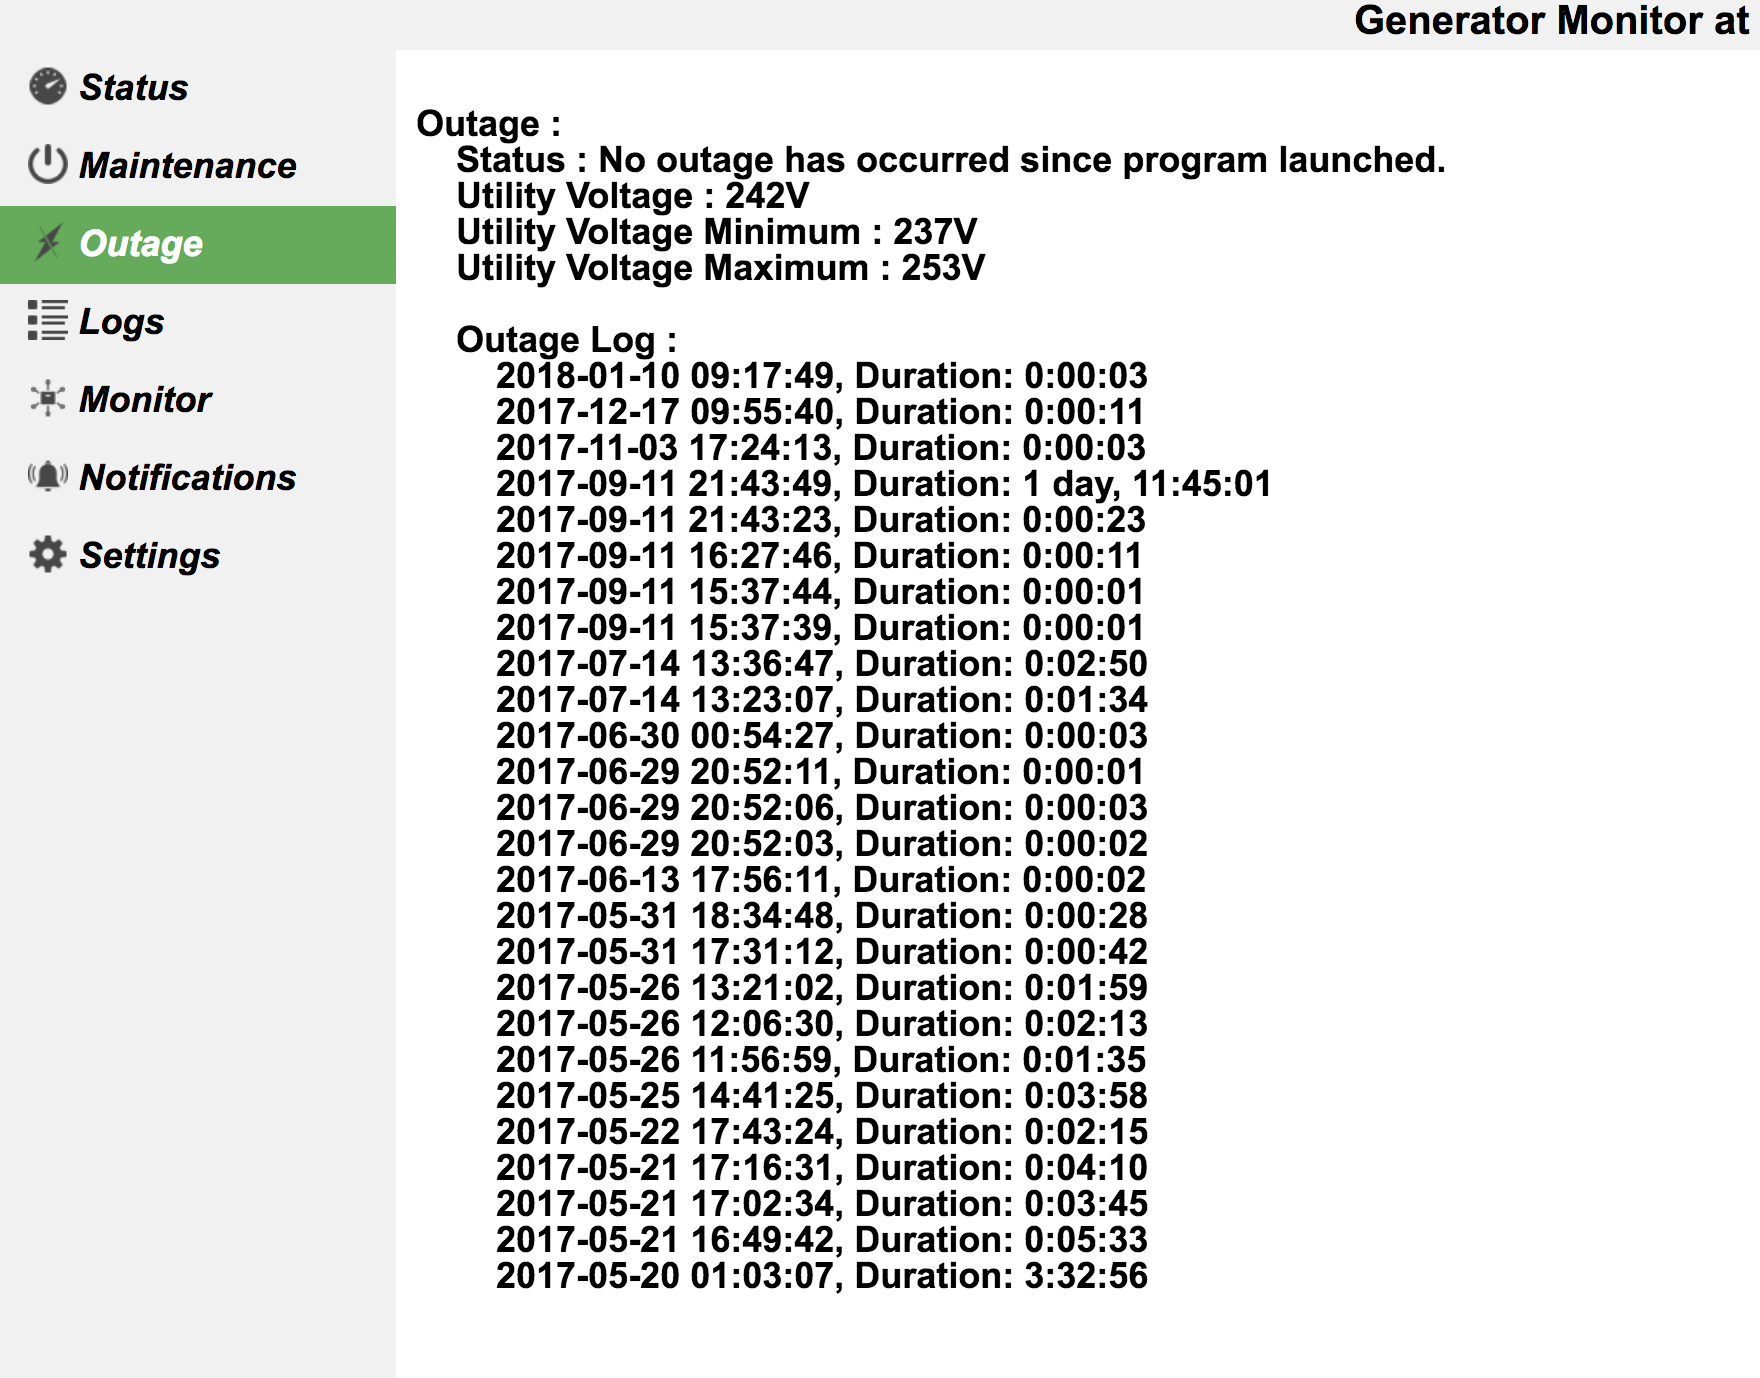 Generator Monitor at
Status
Maintenance
Outage
Logs
Monitor
Notifications
Settings
Outage :
Status : No outage has occurred since program launched.
Utility Voltage : 242V
Utility Voltage Minimum : 237V
Utility Voltage Maximum : 253V
Outage Log :
2018-01-10 09:17:49, Duration: 0:00:03
2017-12-17 09:55:40, Duration: 0:00:11
2017-11-03 17:24:13, Duration: 0:00:03
2017-09-11 21:43:49, Duration: 1 day, 11:45:01
2017-09-11 21:43:23, Duration: 0:00:23
2017-09-11 16:27:46, Duration: 0:00:11
2017-09-11 15:37:44, Duration: 0:00:01
2017-09-11 15:37:39, Duration: 0:00:01
2017-07-14 13:36:47, Duration: 0:02:50
2017-07-14 13:23:07, Duration: 0:01:34
2017-06-30 00:54:27, Duration: 0:00:03
2017-06-29 20:52:11, Duration: 0:00:01
2017-06-29 20:52:06, Duration: 0:00:03
2017-06-29 20:52:03, Duration: 0:00:02
2017-06-13 17:56:11, Duration: 0:00:02
2017-05-31 18:34:48, Duration: 0:00:28
2017-05-31 17:31:12, Duration: 0:00:42
2017-05-26 13:21:02, Duration: 0:01:59
2017-05-26 12:06:30, Duration: 0:02:13
2017-05-26 11:56:59, Duration: 0:01:35
2017-05-25 14:41:25, Duration: 0:03:58
2017-05-22 17:43:24, Duration: 0:02:15
2017-05-21 17:16:31, Duration: 0:04:10
2017-05-21 17:02:34, Duration: 0:03:45
2017-05-21 16:49:42, Duration: 0:05:33
2017-05-20 01:03:07, Duration: 3:32:56